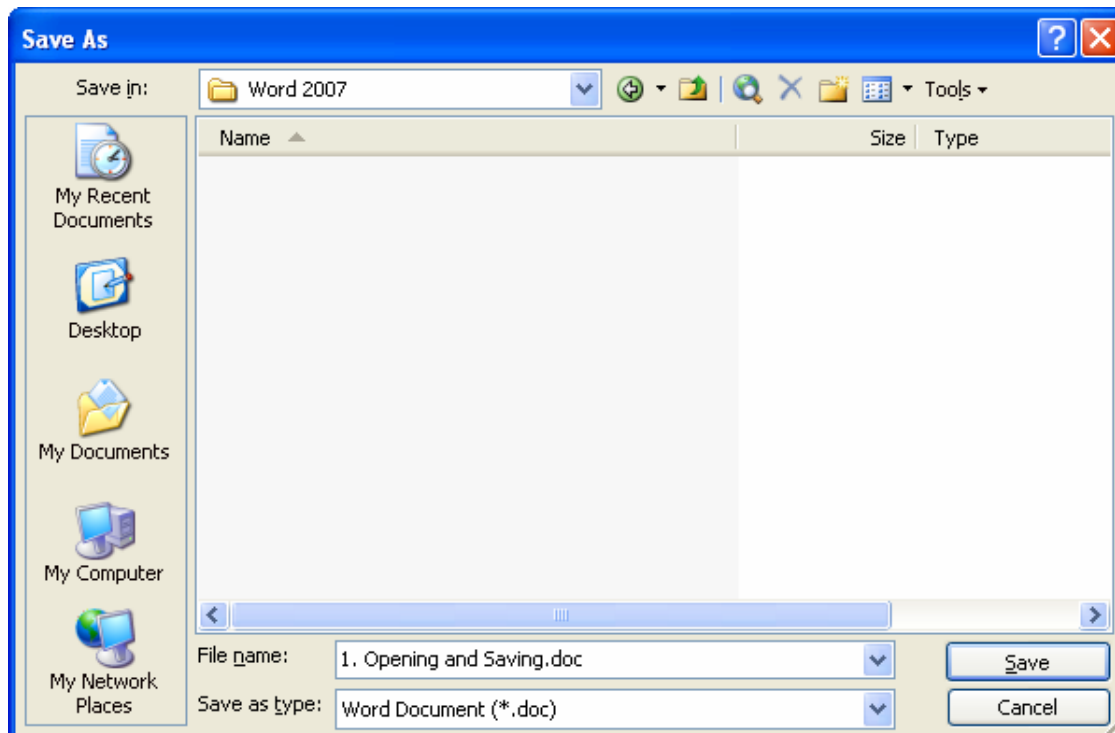 Save As
Save in:
Word 2007
Tools
Name
Size
Type
My Recent
Documents
Desktop
My Documents
My Computer
My Network
Places
File name:
1. Opening and Saving.doc
Save
Save as type:
Word Document (*.doc)
Cancel